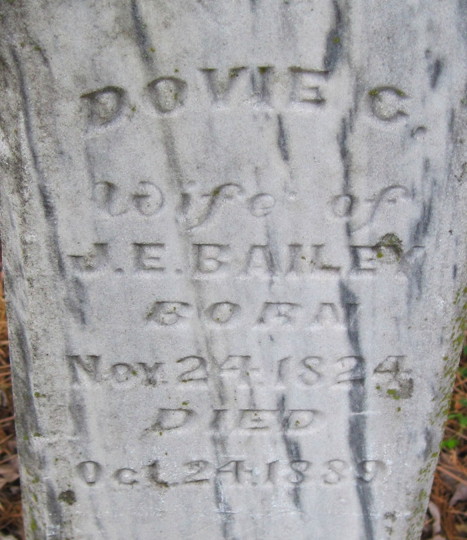 DOVIE C.
Wife of
J. E. BAILEY
BORN
Nov. 24. 1824.
DIED
Oct. 24. 1889